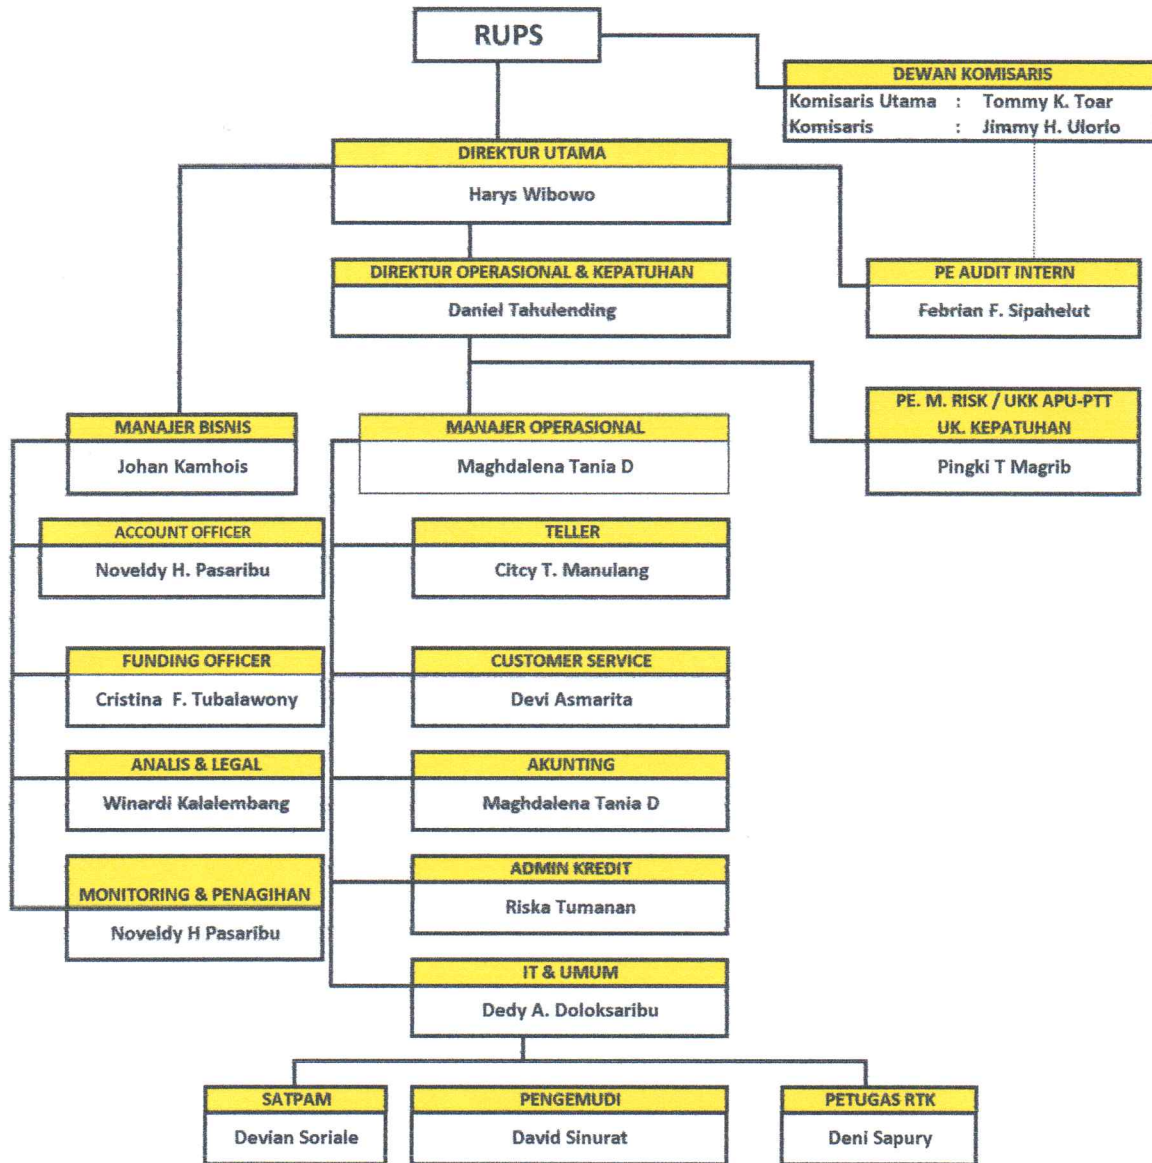 RUPS
DEWAN KOMISARIS
Komisaris Utama : Tommy K. Toar
Komisaris : Jimmy H. Ulorlo
DIREKTUR UTAMA
Harys Wibowo
DIREKTUR OPERASIONAL & KEPATUHAN
Daniel Tahulending
PE AUDIT INTERN
Febrian F. Sipahelut
MANAJER BISNIS
Johan Kamhois
MANAJER OPERASIONAL
Maghdalena Tania D
PE. M. RISK / UKK APU-PTT
UK. KEPATUHAN
Pingki T Magrib
ACCOUNT OFFICER
Noveldy H. Pasaribu
TELLER
Citcy T. Manulang
FUNDING OFFICER
Cristina F. Tubalawony
CUSTOMER SERVICE
Devi Asmarita
ANALIS & LEGAL
Winardi Kalalembang
AKUNTING
Maghdalena Tania D
MONITORING & PENAGIHAN
Noveldy H Pasaribu
ADMIN KREDIT
Riska Tumanan
IT & UMUM
Dedy A. Doloksaribu
SATPAM
Devian Soriale
PENGEMUDI
David Sinurat
PETUGAS RTK
Deni Sapury